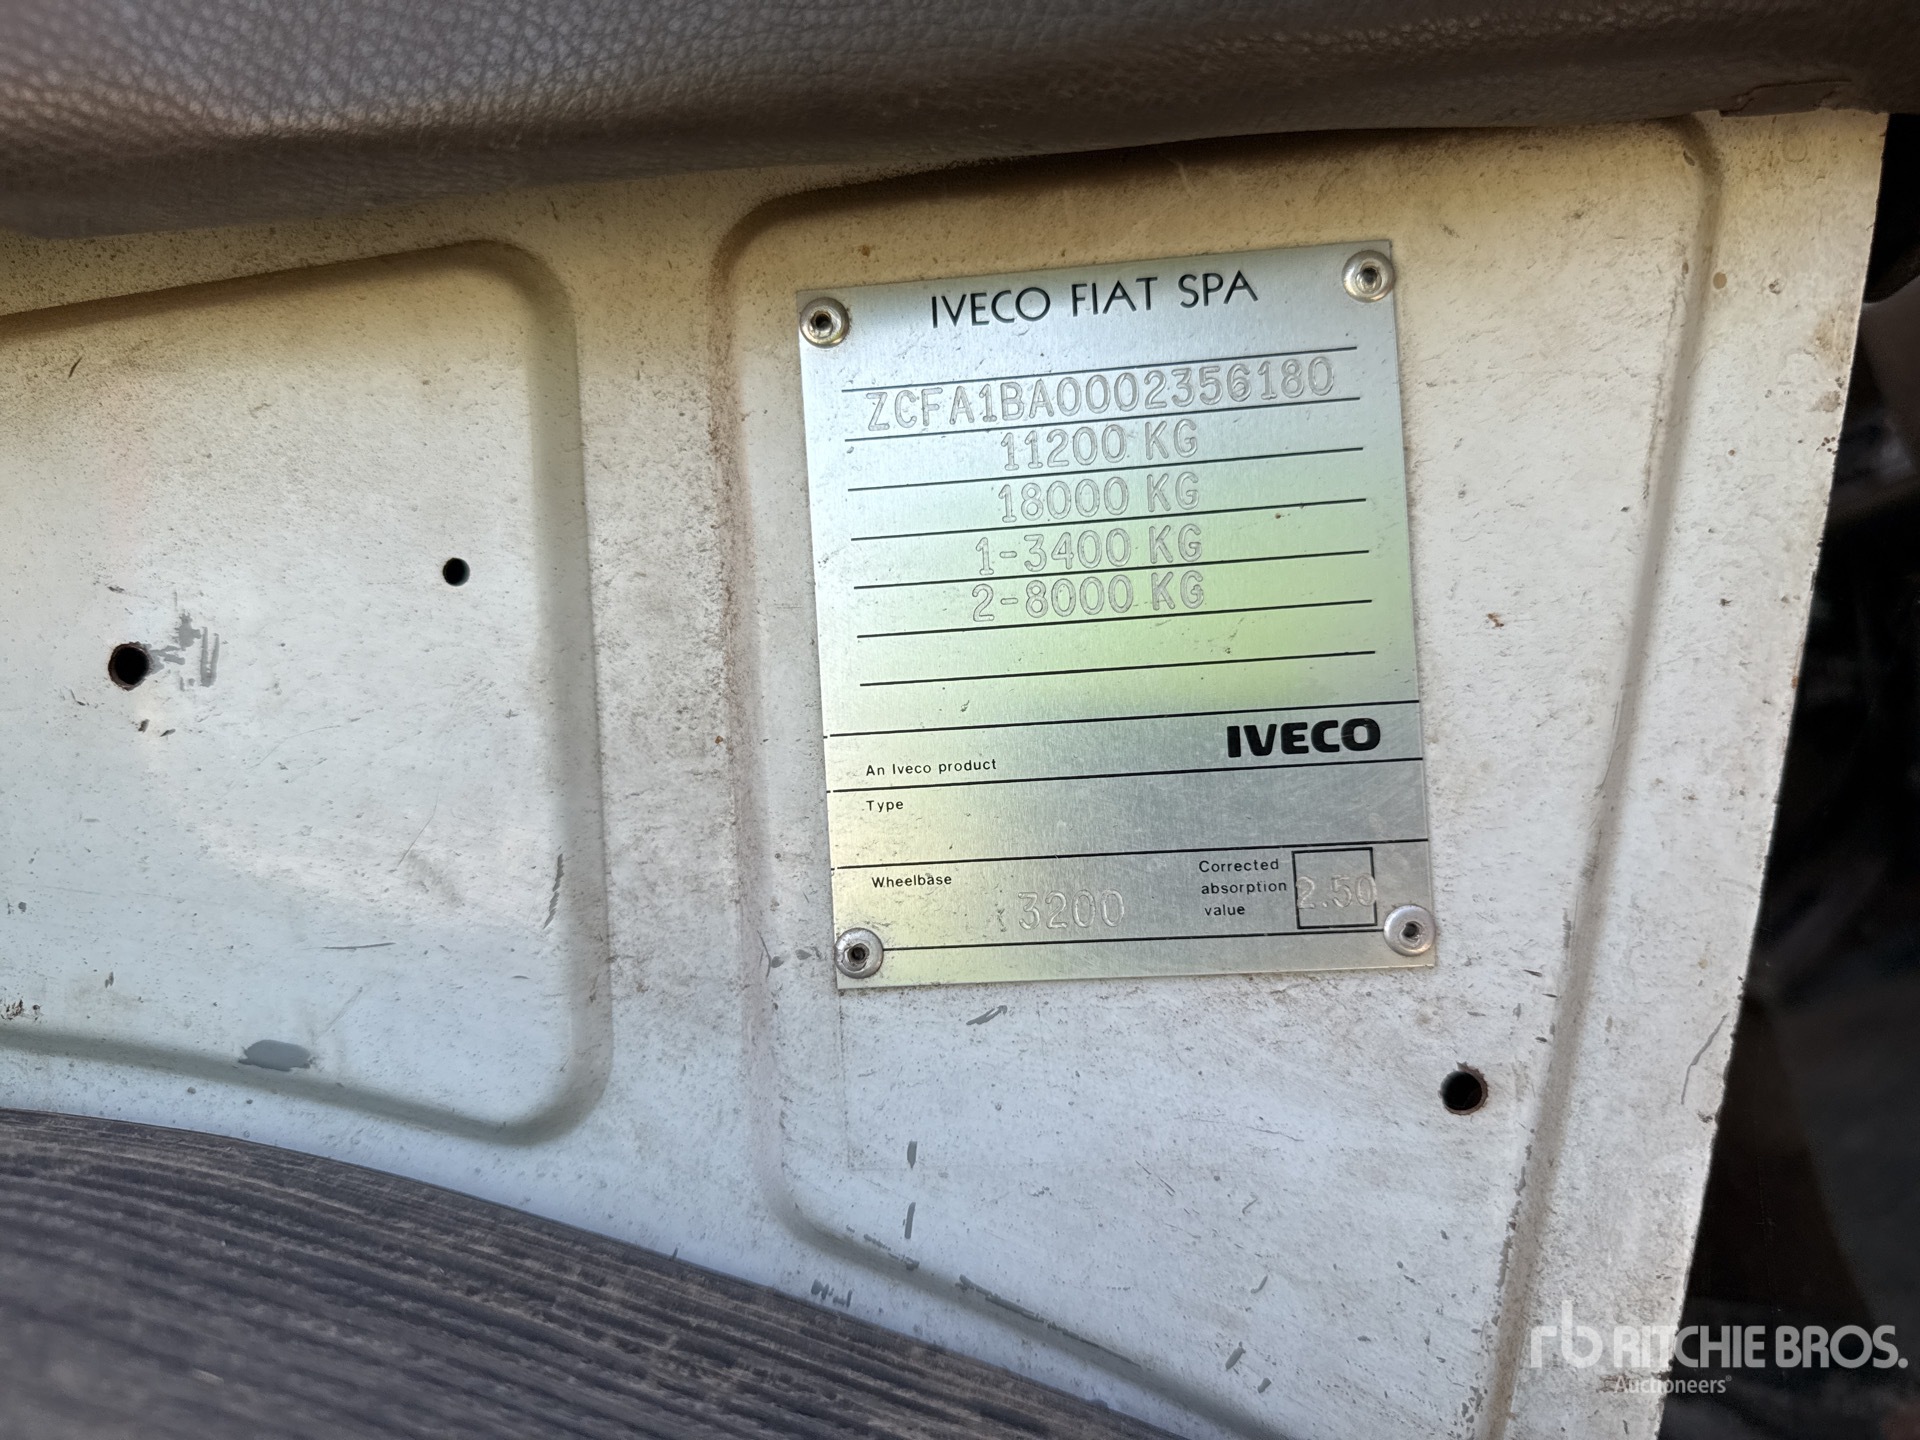 IVECO FIAT SPA
ZCFA1BA0002356180
11200 KG
18000 KG
1-3400 KG
2-8000 KG
An Iveco product IVECO
Type
Wheelbase 3200
Corrected
absorption
value 2.50
rb RITCHIE BROS.
Auctioneers